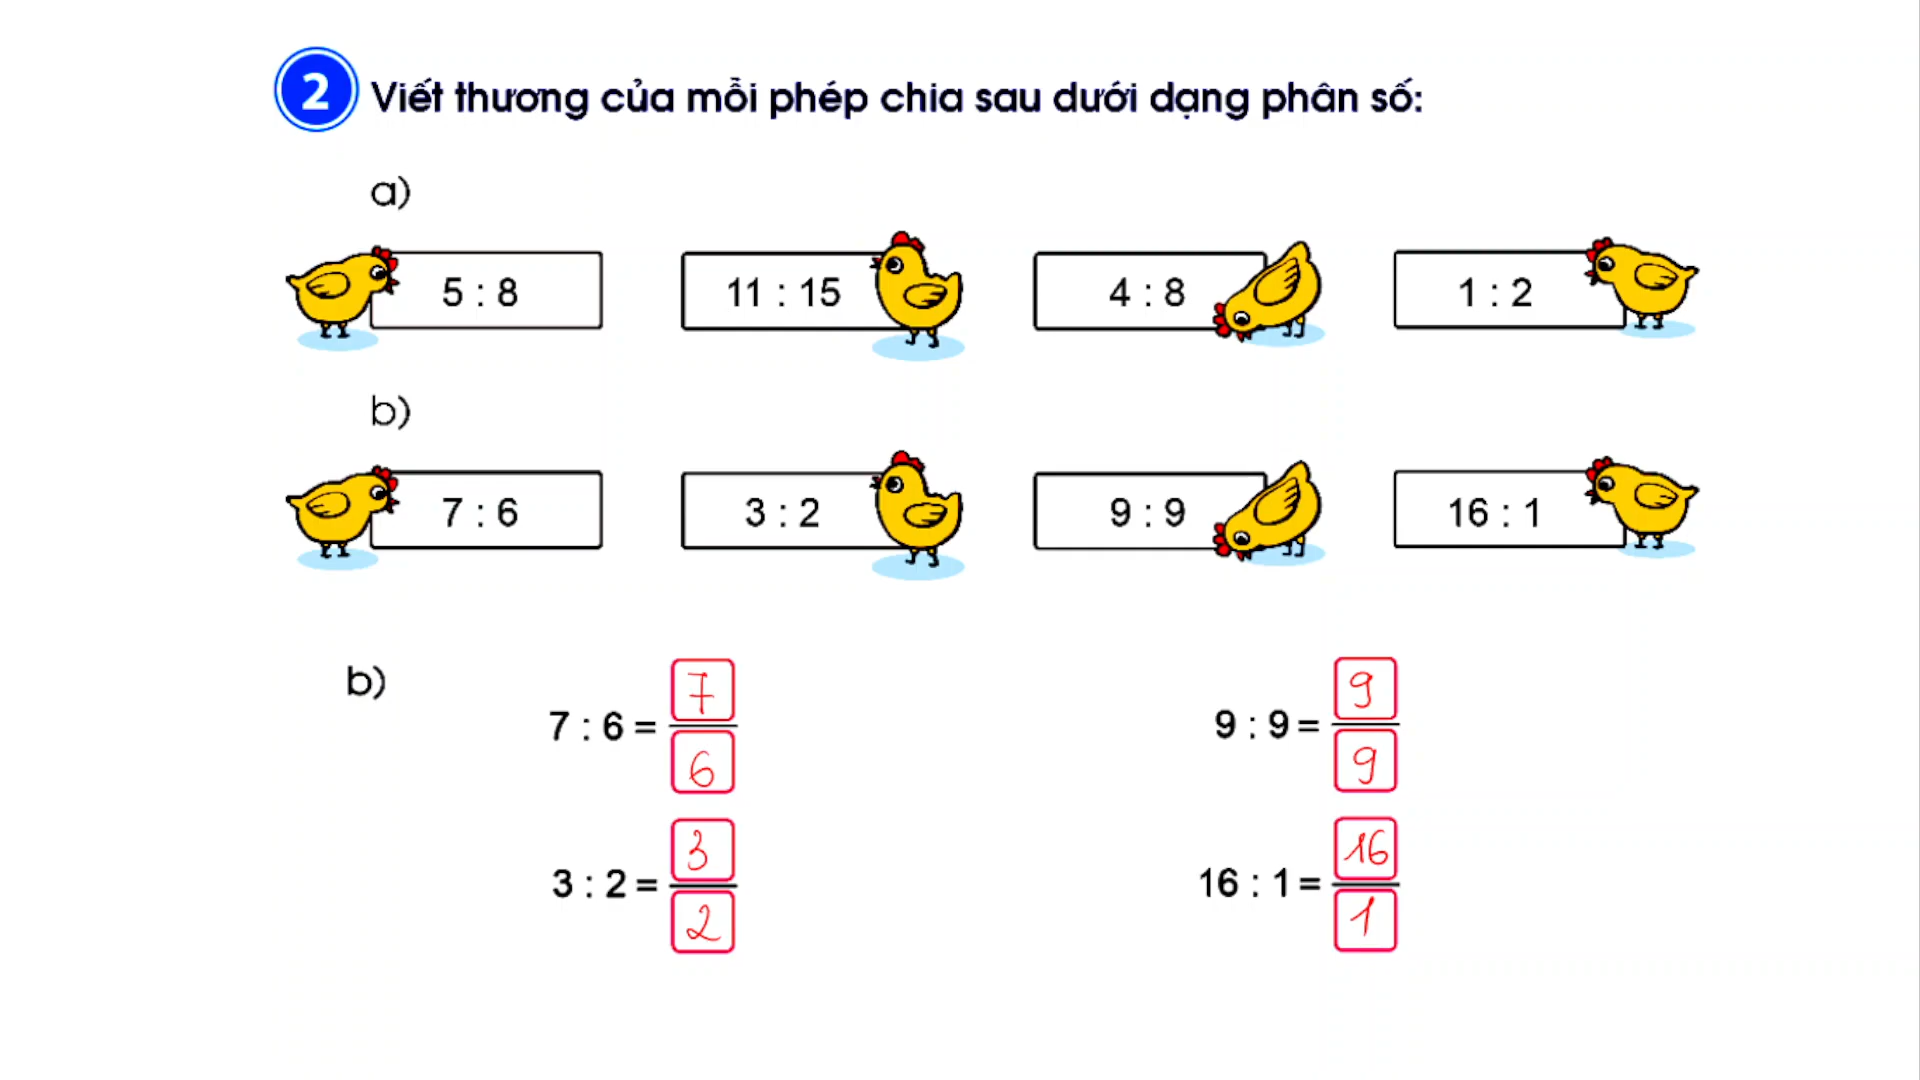 2 Viết thương của mỗi phép chia sau dưới dạng phân số:
a)
5 : 8 11 : 15 4 : 8 1 : 2
b)
7 : 6 3 : 2 9 : 9 16 : 1
b)
7 : 6 = 7/6 9 : 9 = 9/9
3 : 2 = 3/2 16 : 1 = 16/1